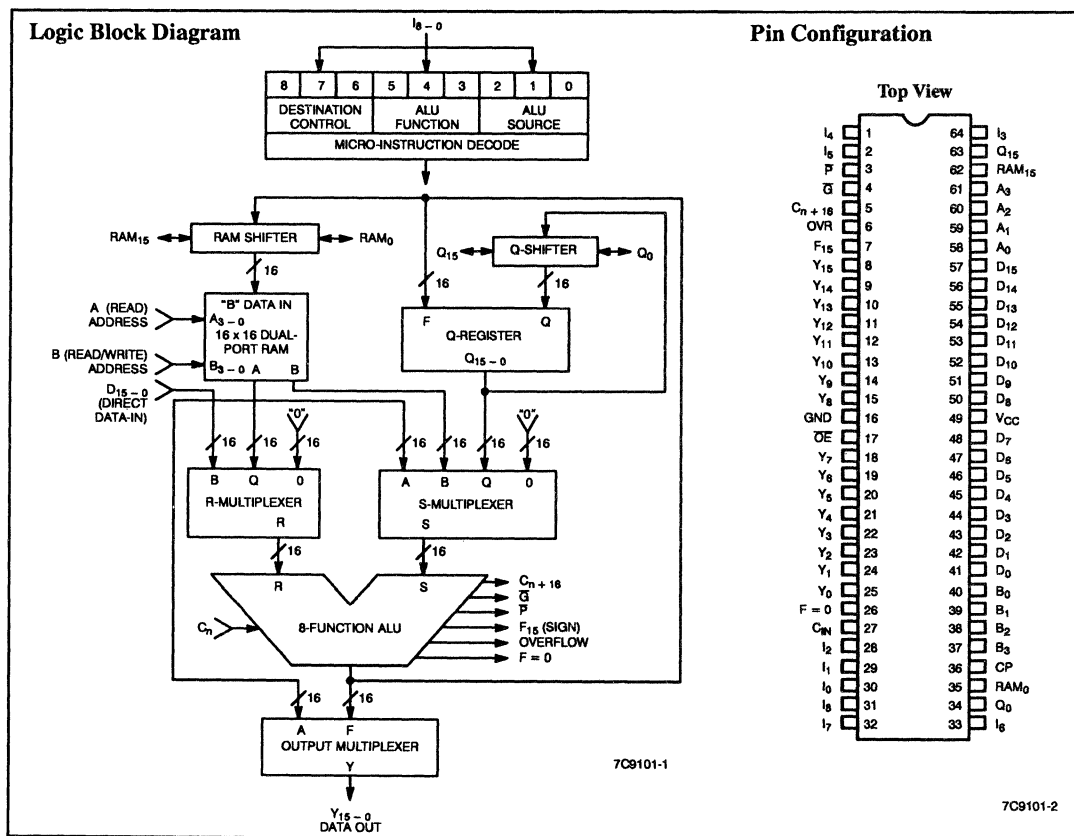 Logic Block Diagram
I8–0
8 7 6 5 4 3 2 1 0
DESTINATION CONTROL
ALU FUNCTION
ALU SOURCE
MICRO-INSTRUCTION DECODE
RAM15
RAM SHIFTER
RAM0
16
Q15
Q-SHIFTER
Q0
16
16
A (READ)
ADDRESS
"B" DATA IN
A3–0
16 x 16 DUAL-
PORT RAM
B (READ/WRITE)
ADDRESS
B3–0 A B
F Q
Q-REGISTER
Q15–0
D15–0
(DIRECT
DATA-IN)
"0"
"0"
16 16 16
16 16 16 16
B Q 0
R-MULTIPLEXER
R
A B Q 0
S-MULTIPLEXER
S
16
16
R S
Cn
8-FUNCTION ALU
Cn + 16
G̅
P̅
F15 (SIGN)
OVERFLOW
F = 0
16 16
A F
OUTPUT MULTIPLEXER
Y
Y15–0
DATA OUT
7C9101-1
Pin Configuration
Top View
I4 1 64 I3
I5 2 63 Q15
P̅ 3 62 RAM15
G̅ 4 61 A3
Cn + 16 5 60 A2
OVR 6 59 A1
F15 7 58 A0
Y15 8 57 D15
Y14 9 56 D14
Y13 10 55 D13
Y12 11 54 D12
Y11 12 53 D11
Y10 13 52 D10
Y9 14 51 D9
Y8 15 50 D8
GND 16 49 VCC
O̅E̅ 17 48 D7
Y7 18 47 D6
Y6 19 46 D5
Y5 20 45 D4
Y4 21 44 D3
Y3 22 43 D2
Y2 23 42 D1
Y1 24 41 D0
Y0 25 40 B0
F = 0 26 39 B1
CIN 27 38 B2
I2 28 37 B3
I1 29 36 CP
I0 30 35 RAM0
I8 31 34 Q0
I7 32 33 I6
7C9101-2